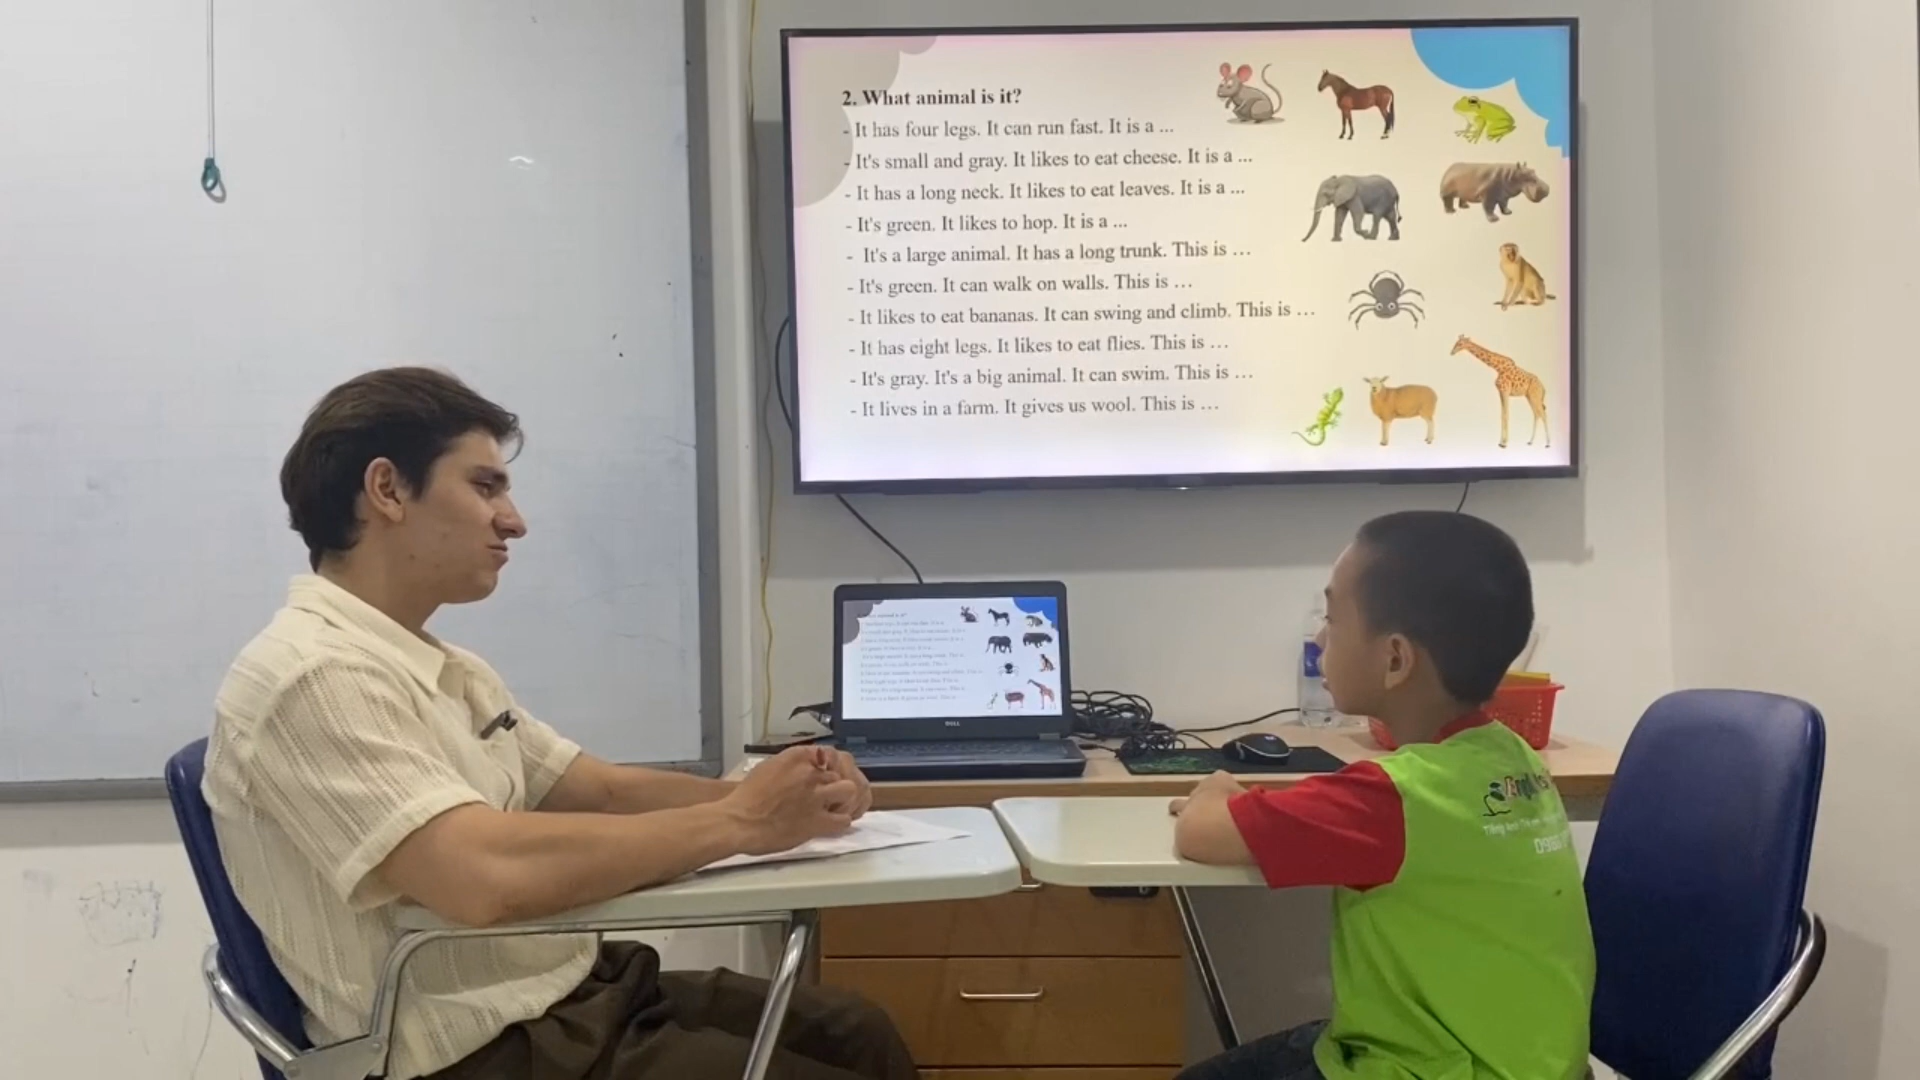 2. What animal is it?
- It has four legs. It can run fast. It is a ...
- It's small and gray. It likes to eat cheese. It is a ...
- It has a long neck. It likes to eat leaves. It is a ...
- It's green. It likes to hop. It is a ...
- It's a large animal. It has a long trunk. This is ...
- It's green. It can walk on walls. This is ...
- It likes to eat bananas. It can swing and climb. This is ...
- It has eight legs. It likes to eat flies. This is ...
- It's gray. It's a big animal. It can swim. This is ...
- It lives in a farm. It gives us wool. This is ...
DELL
Tiếng Anh